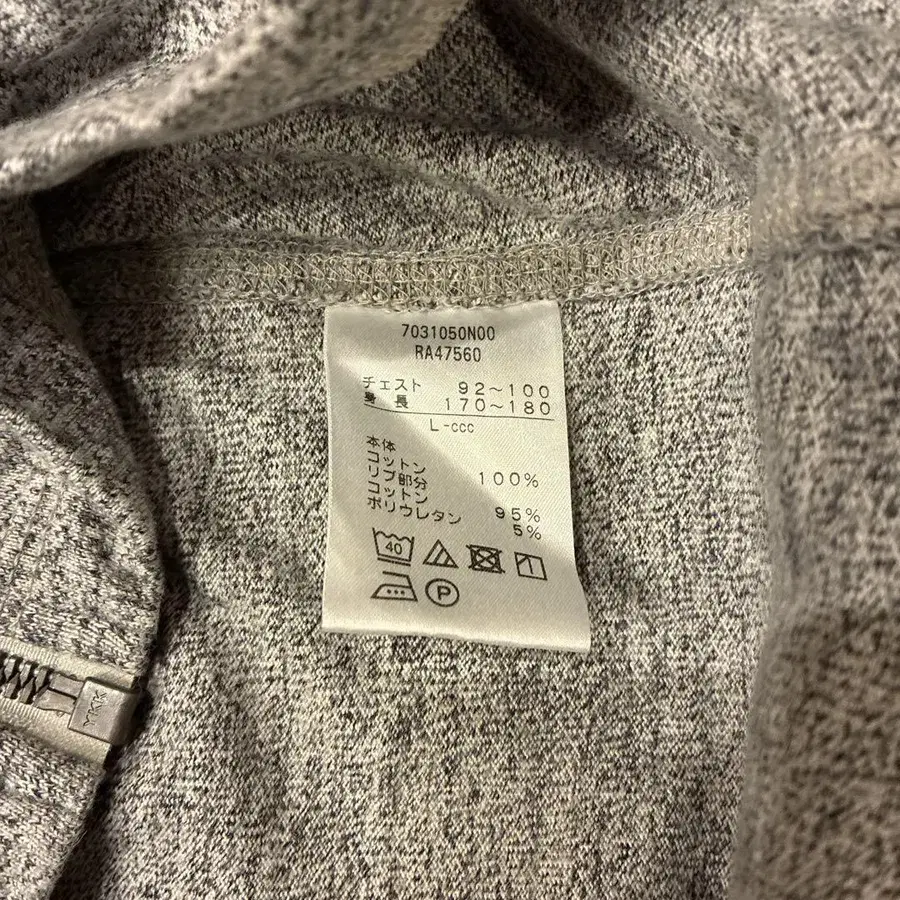 7031050N00
RA47560
チェスト 92～100
身長 170～180
L-ccc
本体
コットン 100%
リブ部分
コットン 95%
ポリウレタン 5%
40
P
YKK